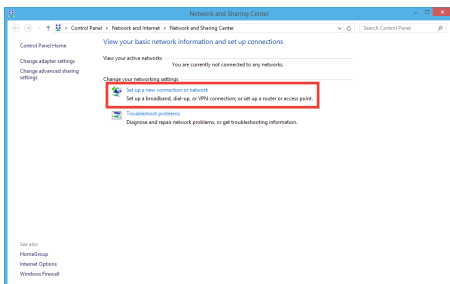 Network and Sharing Center
Control Panel › Network and Internet › Network and Sharing Center
Search Control Panel
Control Panel Home
Change adapter settings
Change advanced sharing
settings
View your basic network information and set up connections
View your active networks
You are currently not connected to any networks.
Change your networking settings
Set up a new connection or network
Set up a broadband, dial-up, or VPN connection; or set up a router or access point.
Troubleshoot problems
Diagnose and repair network problems, or get troubleshooting information.
See also
HomeGroup
Internet Options
Windows Firewall